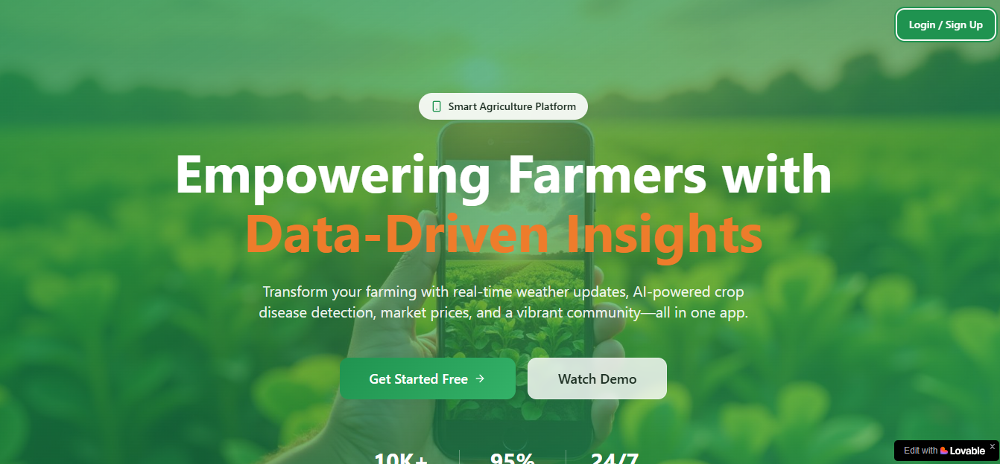 Login / Sign Up
Smart Agriculture Platform
Empowering Farmers with
Data-Driven Insights
Transform your farming with real-time weather updates, AI-powered crop
disease detection, market prices, and a vibrant community—all in one app.
Get Started Free →
Watch Demo
10K+
95%
24/7
Edit with Lovable ×